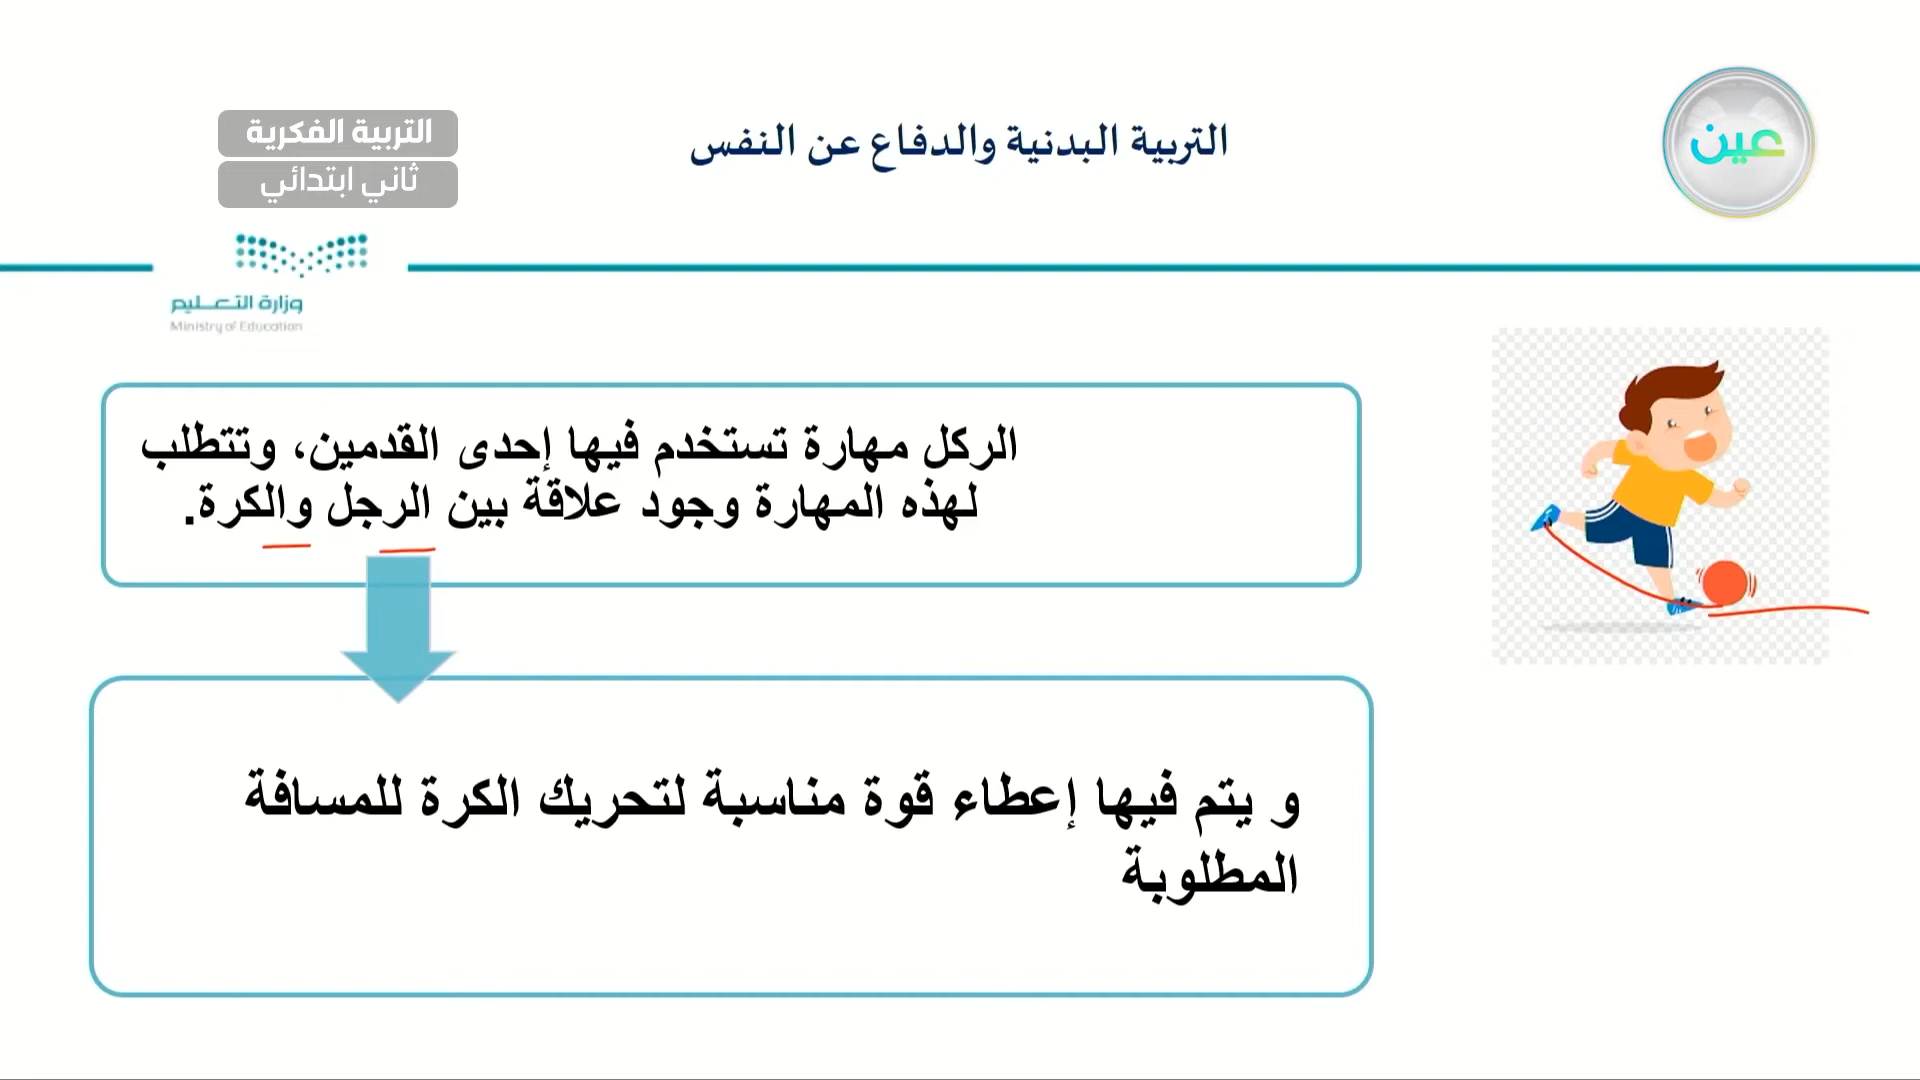 التربية الفكرية
ثاني ابتدائي
التربية البدنية والدفاع عن النفس
عين
وزارة التعليم
Ministry of Education
الركل مهارة تستخدم فيها إحدى القدمين، وتتطلب
لهذه المهارة وجود علاقة بين الرجل والكرة.
و يتم فيها إعطاء قوة مناسبة لتحريك الكرة للمسافة
المطلوبة